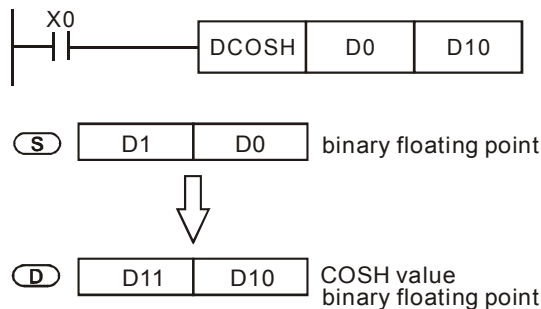 X0
DCOSH D0 D10
S D1 D0 binary floating point
D D11 D10 COSH value
binary floating point